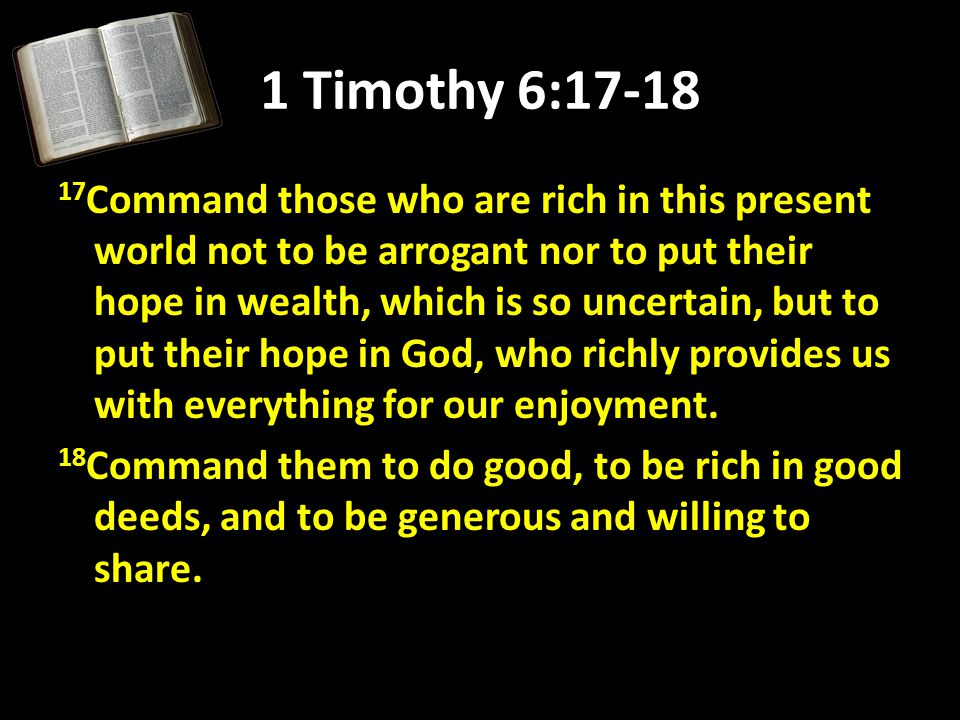 1 Timothy 6:17-18
17Command those who are rich in this present
world not to be arrogant nor to put their
hope in wealth, which is so uncertain, but to
put their hope in God, who richly provides us
with everything for our enjoyment.
18Command them to do good, to be rich in good
deeds, and to be generous and willing to
share.